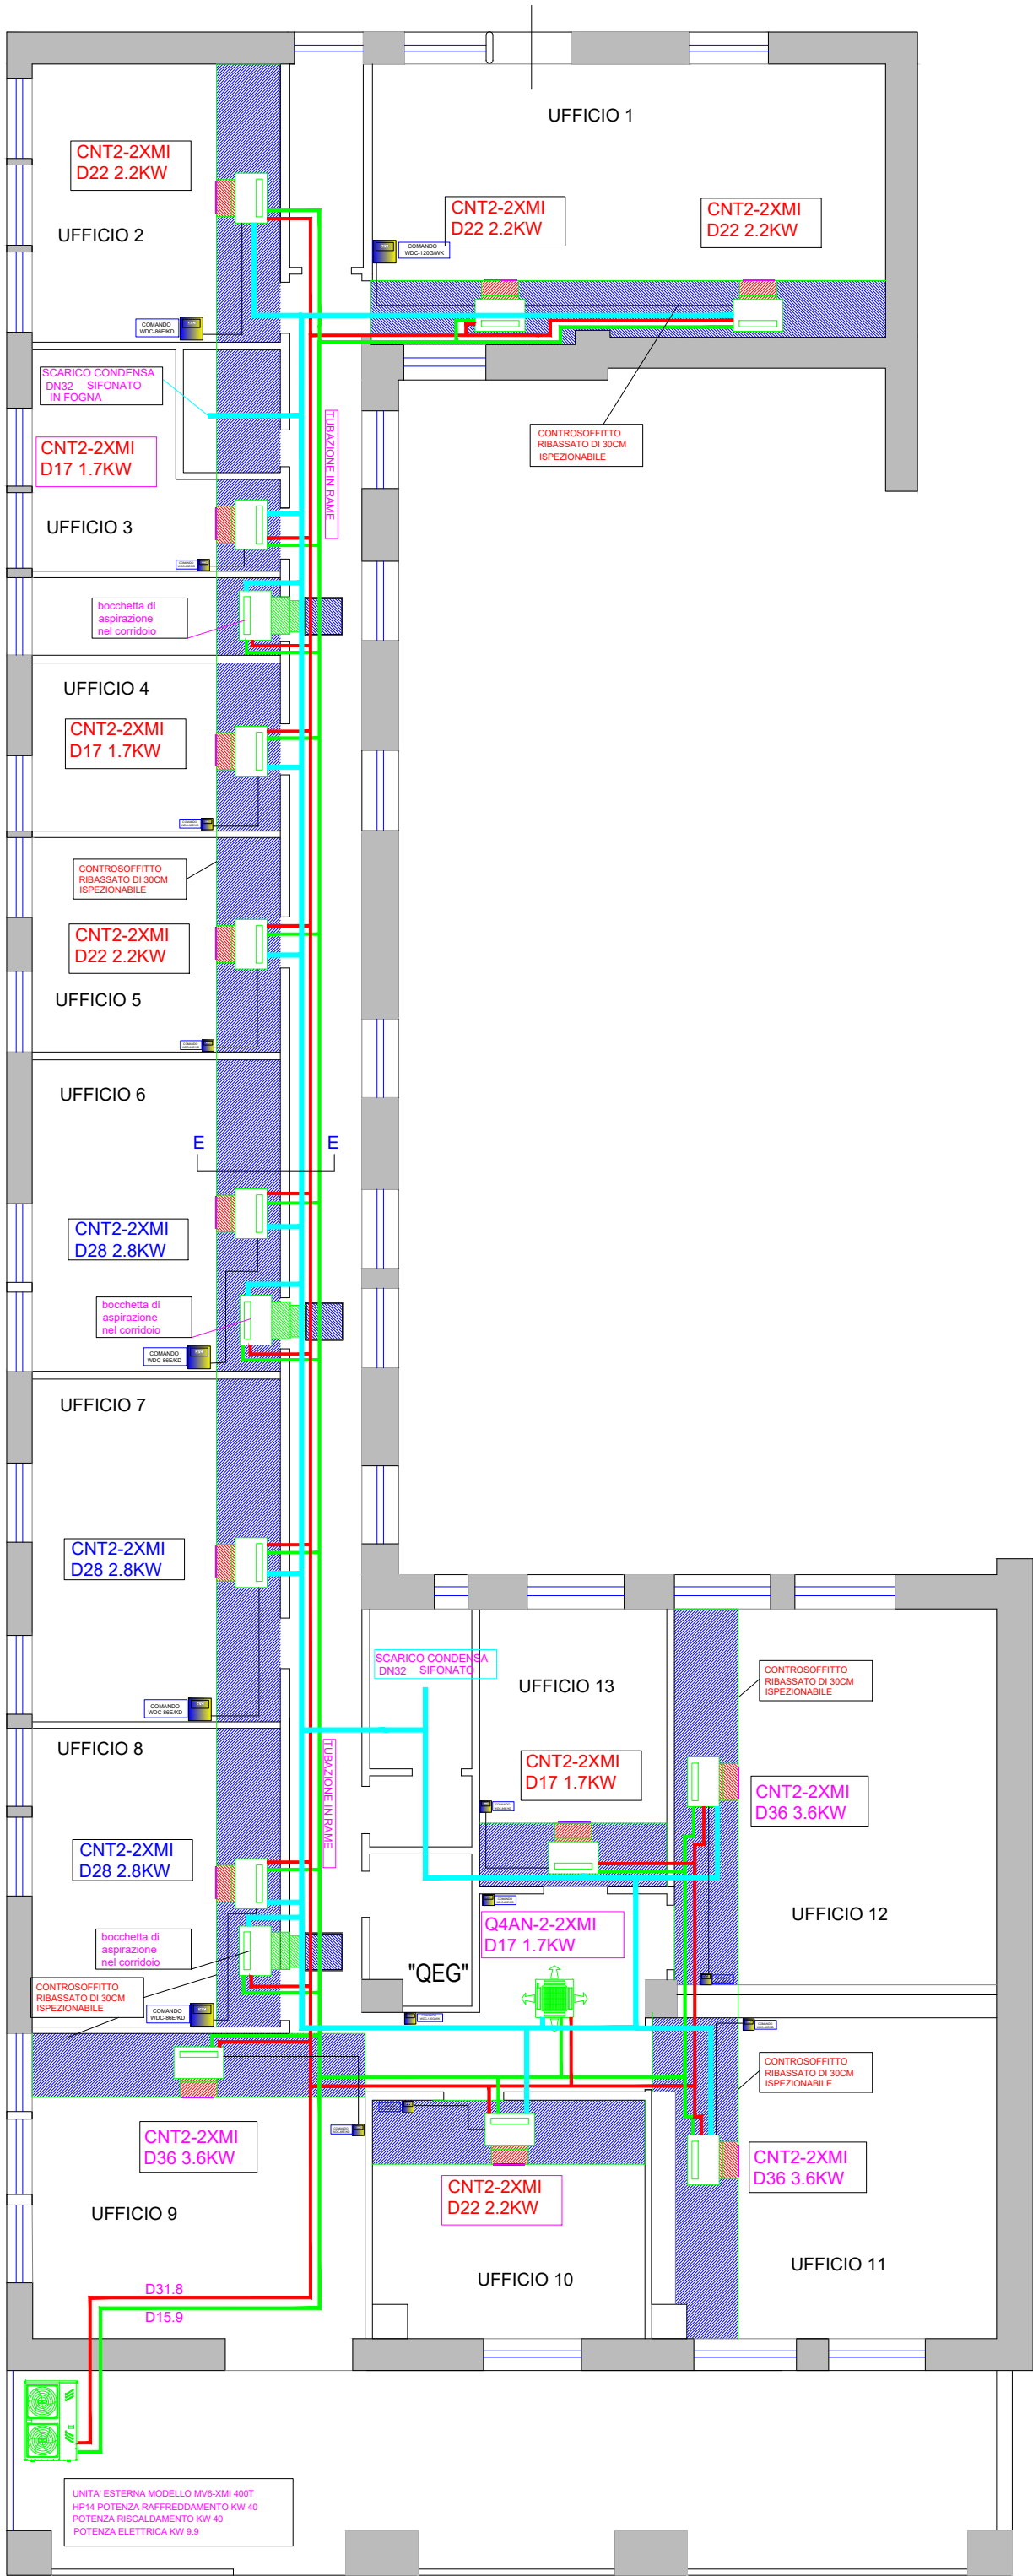 UFFICIO 1
CNT2-2XMI
D22 2.2KW
UFFICIO 2
CNT2-2XMI
D22 2.2KW
CNT2-2XMI
D22 2.2KW
COMANDO
WDC-120G/WK
COMANDO
WDC-86E/KD
SCARICO CONDENSA
DN32 SIFONATO
IN FOGNA
CNT2-2XMI
D17 1.7KW
TUBAZIONE IN RAME
CONTROSOFFITTO
RIBASSATO DI 30CM
ISPEZIONABILE
UFFICIO 3
bocchetta di
aspirazione
nel corridoio
UFFICIO 4
CNT2-2XMI
D17 1.7KW
CONTROSOFFITTO
RIBASSATO DI 30CM
ISPEZIONABILE
CNT2-2XMI
D22 2.2KW
UFFICIO 5
UFFICIO 6
E E
CNT2-2XMI
D28 2.8KW
bocchetta di
aspirazione
nel corridoio
COMANDO
WDC-86E/KD
UFFICIO 7
CNT2-2XMI
D28 2.8KW
COMANDO
WDC-86E/KD
UFFICIO 8
TUBAZIONE IN RAME
SCARICO CONDENSA
DN32 SIFONATO
UFFICIO 13
CONTROSOFFITTO
RIBASSATO DI 30CM
ISPEZIONABILE
CNT2-2XMI
D17 1.7KW
CNT2-2XMI
D36 3.6KW
CNT2-2XMI
D28 2.8KW
UFFICIO 12
Q4AN-2-2XMI
D17 1.7KW
bocchetta di
aspirazione
nel corridoio
"QEG"
CONTROSOFFITTO
RIBASSATO DI 30CM
ISPEZIONABILE
COMANDO
WDC-86E/KD
CONTROSOFFITTO
RIBASSATO DI 30CM
ISPEZIONABILE
CNT2-2XMI
D36 3.6KW
CNT2-2XMI
D36 3.6KW
CNT2-2XMI
D22 2.2KW
UFFICIO 9
UFFICIO 10
UFFICIO 11
D31.8
D15.9
UNITA' ESTERNA MODELLO MV6-XMI 400T
HP14 POTENZA RAFFREDDAMENTO KW 40
POTENZA RISCALDAMENTO KW 40
POTENZA ELETTRICA KW 9.9